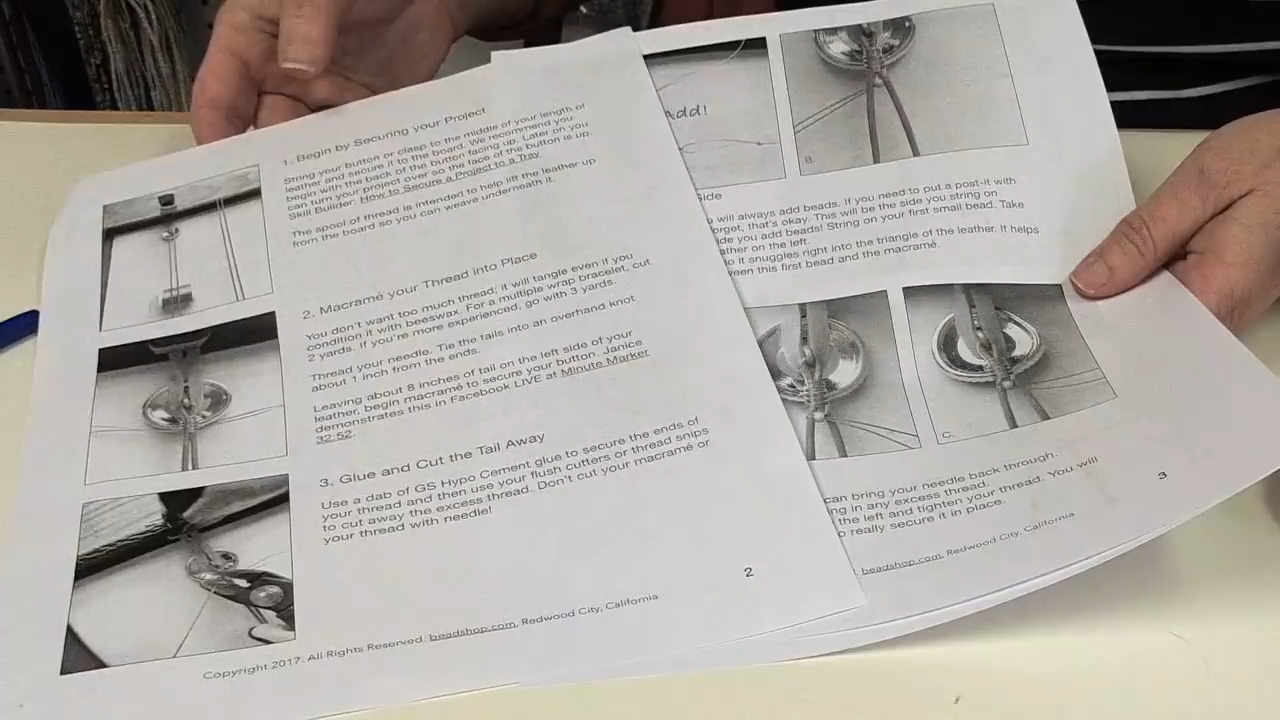 1. Begin by Securing your Project
String your button or clasp to the middle of your length of
leather and secure it to the board. We recommend you
begin with the back of the button facing up. Later on you
can turn your project over so the face of the button is up.
Skill Builder: How to Secure a Project to a Tray
The spool of thread is intended to help lift the leather up
from the board so you can weave underneath it.
2. Macramé your Thread into Place
You don't want too much thread; it will tangle even if you
condition it with beeswax. For a multiple wrap bracelet, cut
2 yards. If you're more experienced, go with 3 yards.
Thread your needle. Tie the tails into an overhand knot
about 1 inch from the ends.
Leaving about 8 inches of tail on the left side of your
leather, begin macramé to secure your button. Janice
demonstrates this in Facebook LIVE at Minute Marker
32:52.
3. Glue and Cut the Tail Away
Use a dab of GS Hypo Cement glue to secure the ends of
your thread and then use your flush cutters or thread snips
to cut away the excess thread. Don't cut your macramé or
your thread with needle!
2
Copyright 2017. All Rights Reserved. beadshop.com, Redwood City, California
Add!
B.
Side
will always add beads. If you need to put a post-it with
orget, that's okay. This will be the side you string on
ide you add beads! String on your first small bead. Take
ather on the left.
o it snuggles right into the triangle of the leather. It helps
ween this first bead and the macramé.
C.
can bring your needle back through.
ng in any excess thread.
the left and tighten your thread. You will
o really secure it in place.
3
beadshop.com, Redwood City, California